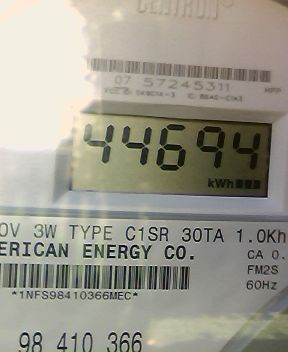 CENTRON®
07 57245311
44694
kWh
0V 3W TYPE C1SR 30TA 1.0Kh
ERICAN ENERGY CO.
CA 0.
FM2S
*1NFS98410366MEC*
60Hz
98 410 366